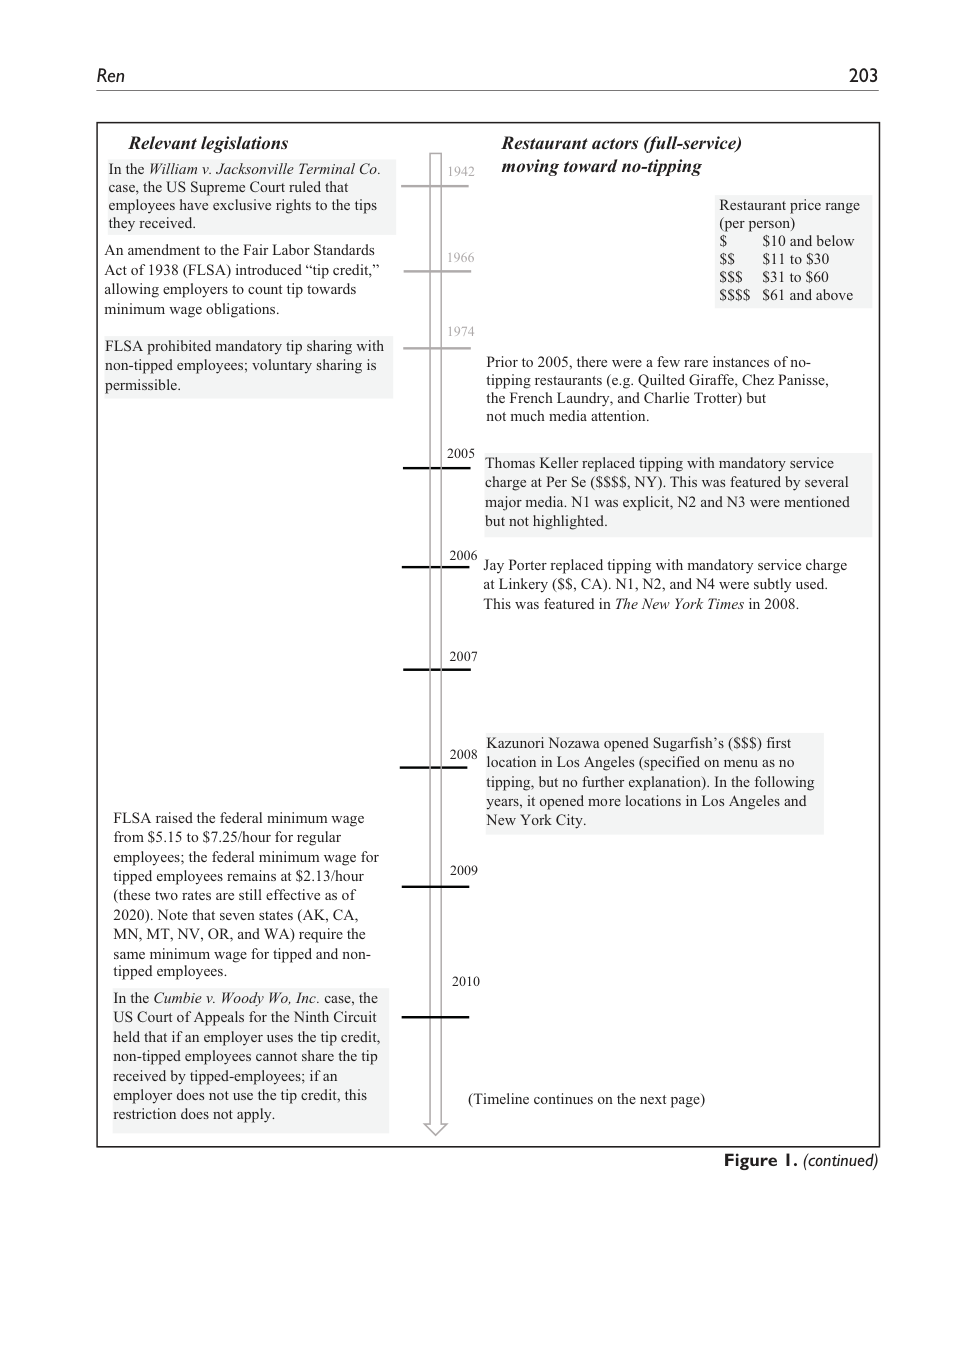 Ren
203
Relevant legislations
In the William v. Jacksonville Terminal Co.
case, the US Supreme Court ruled that
employees have exclusive rights to the tips
they received.
An amendment to the Fair Labor Standards
Act of 1938 (FLSA) introduced “tip credit,”
allowing employers to count tip towards
minimum wage obligations.
FLSA prohibited mandatory tip sharing with
non-tipped employees; voluntary sharing is
permissible.
FLSA raised the federal minimum wage
from $5.15 to $7.25/hour for regular
employees; the federal minimum wage for
tipped employees remains at $2.13/hour
(these two rates are still effective as of
2020). Note that seven states (AK, CA,
MN, MT, NV, OR, and WA) require the
same minimum wage for tipped and non-
tipped employees.
In the Cumbie v. Woody Wo, Inc. case, the
US Court of Appeals for the Ninth Circuit
held that if an employer uses the tip credit,
non-tipped employees cannot share the tip
received by tipped-employees; if an
employer does not use the tip credit, this
restriction does not apply.
1942
1966
1974
2005
2006
2007
2008
2009
2010
Restaurant actors (full-service)
moving toward no-tipping
Restaurant price range
(per person)
$ $10 and below
$$ $11 to $30
$$$ $31 to $60
$$$$ $61 and above
Prior to 2005, there were a few rare instances of no-
tipping restaurants (e.g. Quilted Giraffe, Chez Panisse,
the French Laundry, and Charlie Trotter) but
not much media attention.
Thomas Keller replaced tipping with mandatory service
charge at Per Se ($$$$, NY). This was featured by several
major media. N1 was explicit, N2 and N3 were mentioned
but not highlighted.
Jay Porter replaced tipping with mandatory service charge
at Linkery ($$, CA). N1, N2, and N4 were subtly used.
This was featured in The New York Times in 2008.
Kazunori Nozawa opened Sugarfish’s ($$$) first
location in Los Angeles (specified on menu as no
tipping, but no further explanation). In the following
years, it opened more locations in Los Angeles and
New York City.
(Timeline continues on the next page)
Figure 1. (continued)